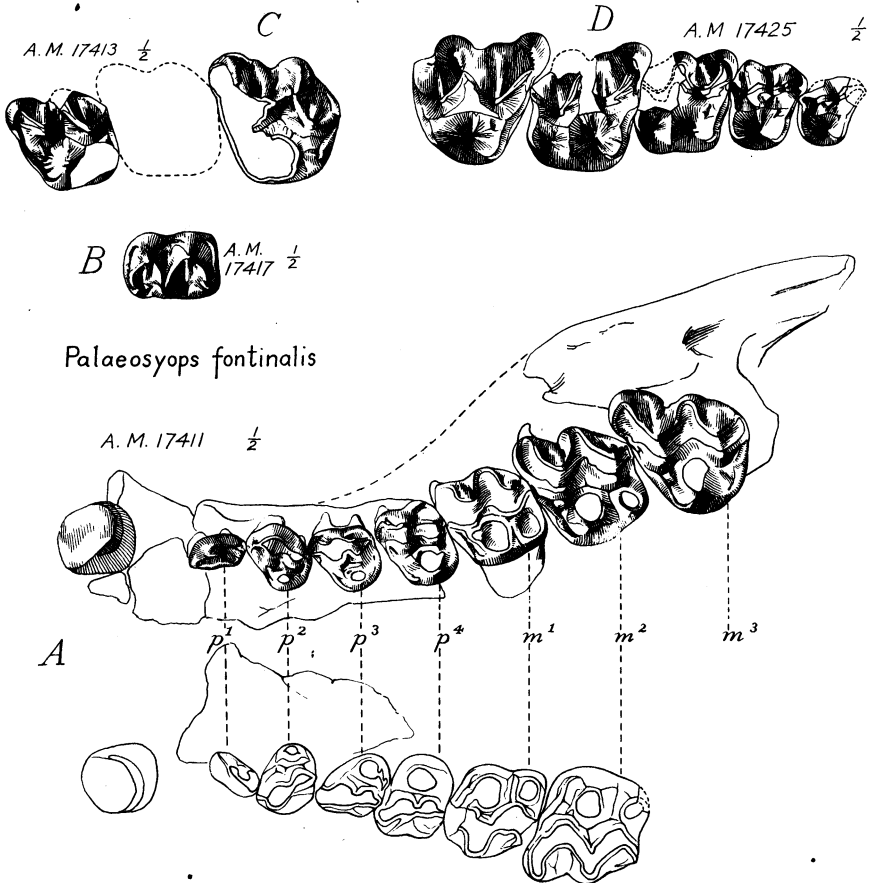 C
A.M. 17413 1/2
D
A.M 17425 1/2
B
A.M.
17417 1/2
Palaeosyops fontinalis
A.M. 17411 1/2
A
p¹ p² p³ p⁴ m¹ m² m³